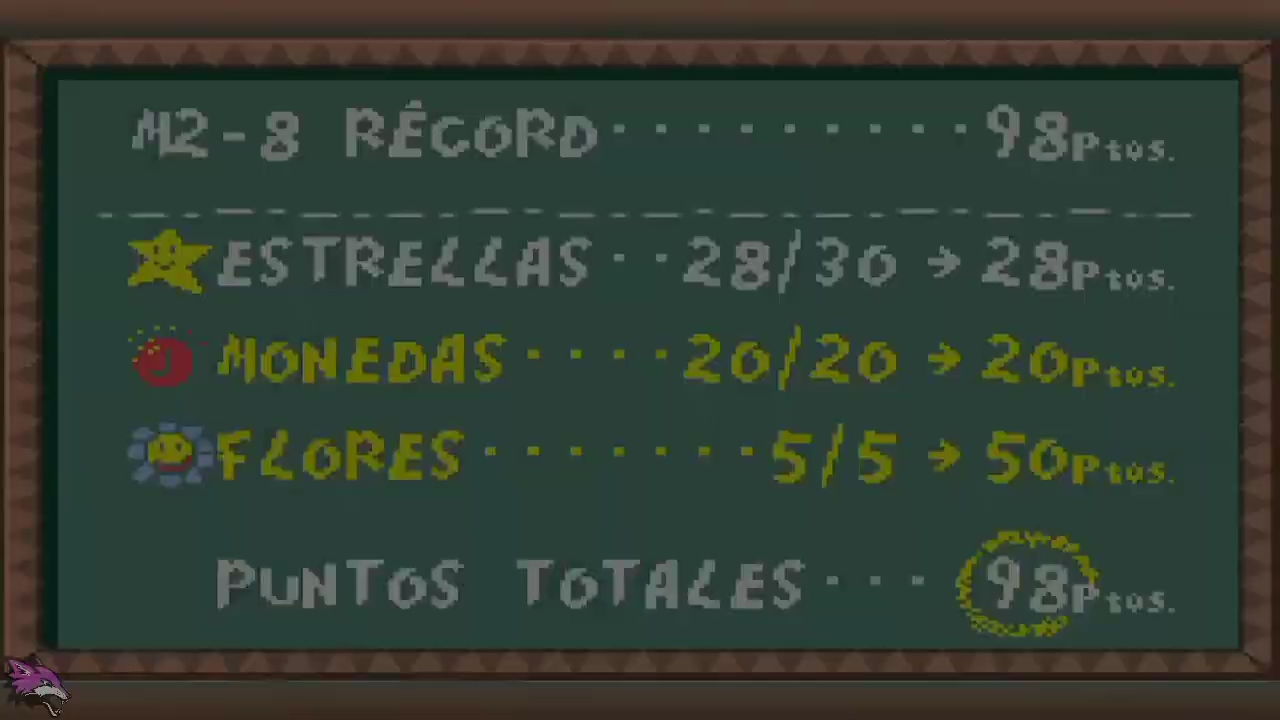 M2-8 RÉCORD·········98Ptos.
ESTRELLAS··28/30→28Ptos.
MONEDAS····20/20→20Ptos.
FLORES·······5/5→50Ptos.
PUNTOS TOTALES···98Ptos.